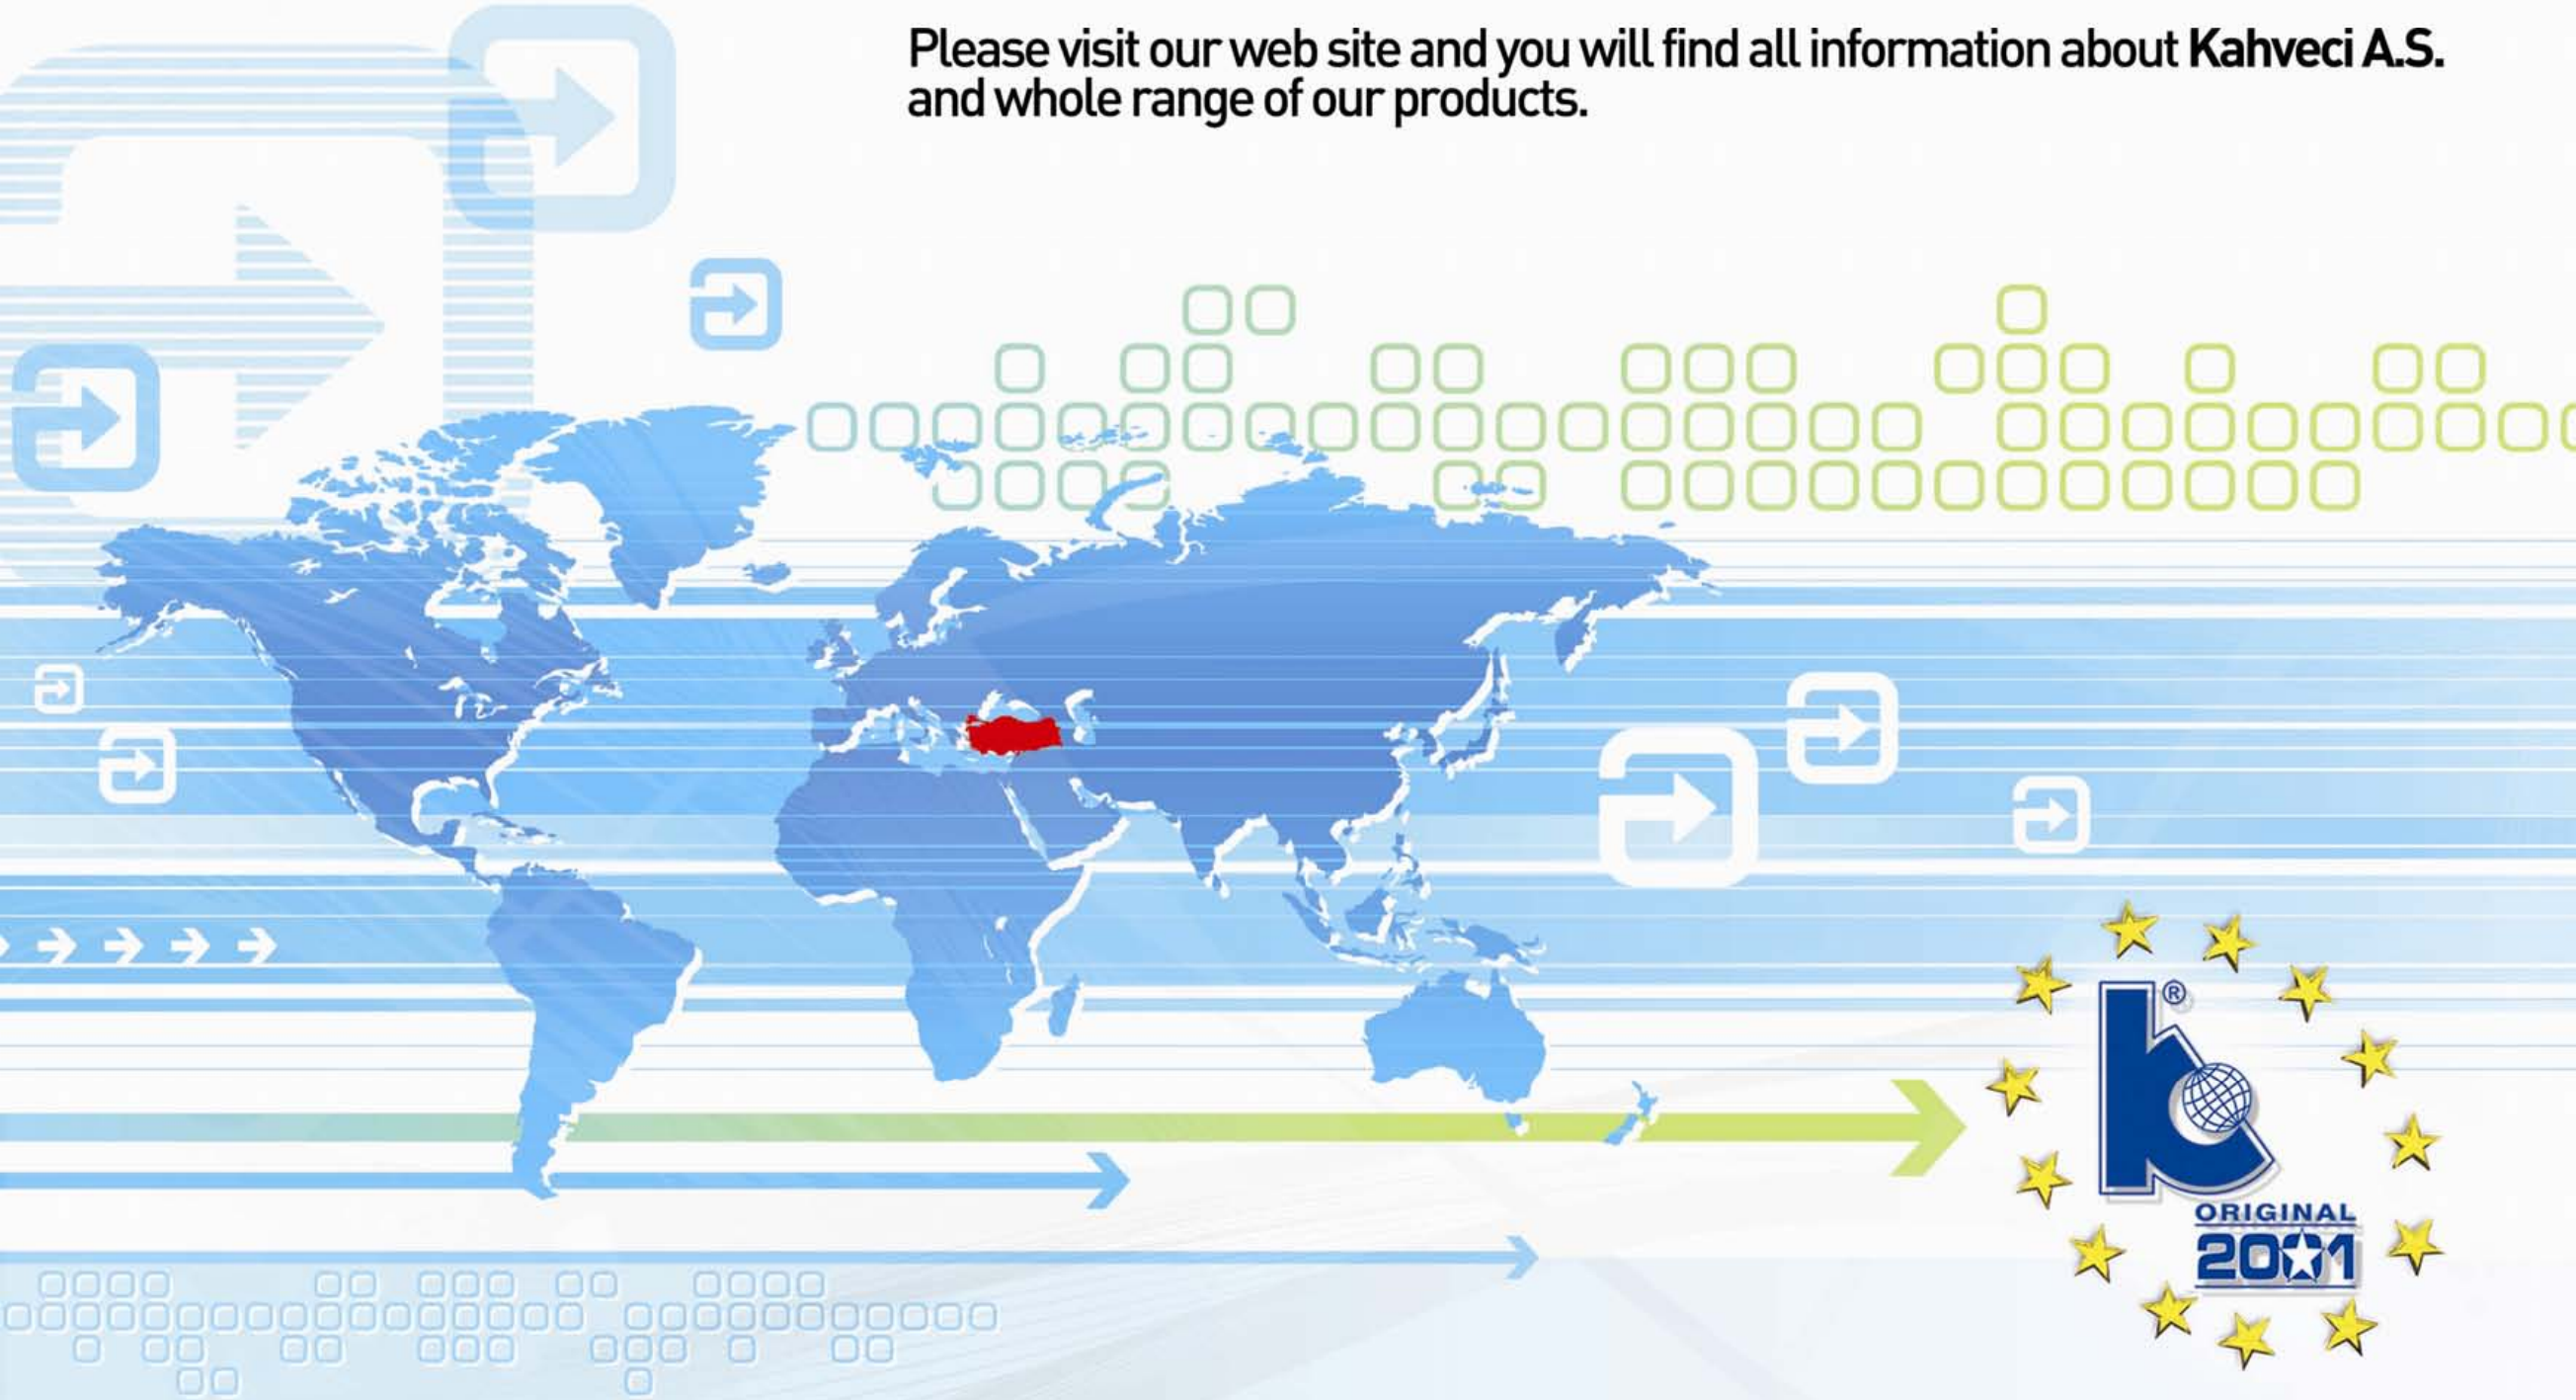 Please visit our web site and you will find all information about Kahveci A.S.
and whole range of our products.
k®
ORIGINAL
2001